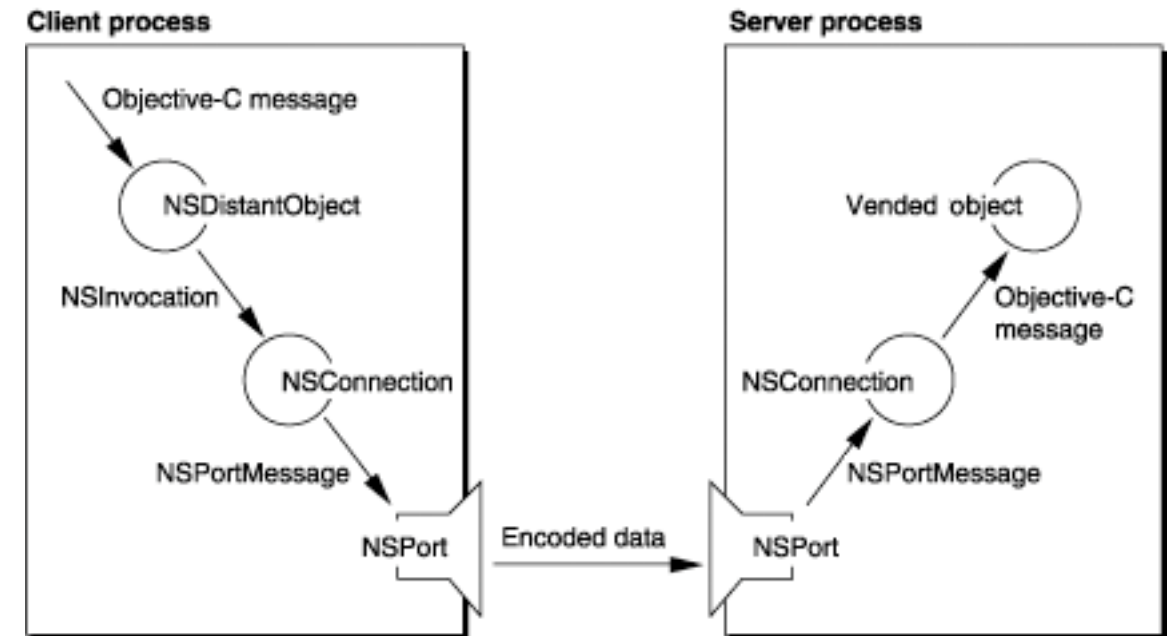 Client process
Objective-C message
NSDistantObject
NSInvocation
NSConnection
NSPortMessage
NSPort
Encoded data
Server process
Vended object
Objective-C
message
NSConnection
NSPortMessage
NSPort